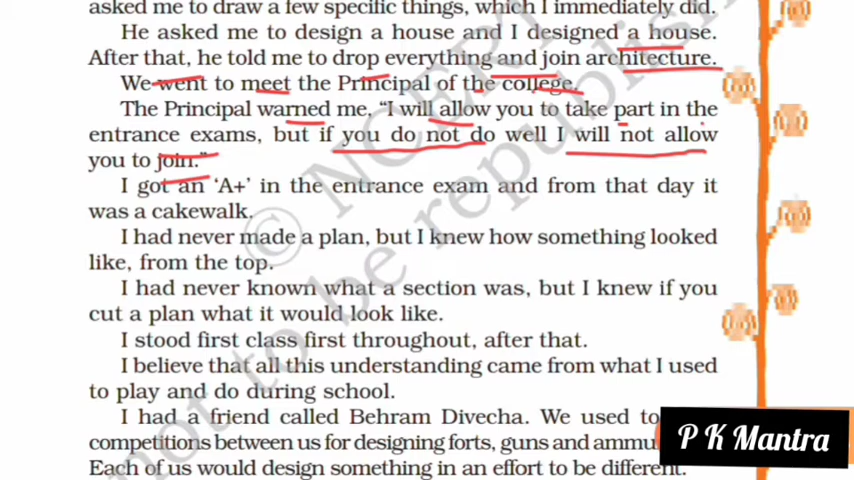 asked me to draw a few specific things, which I immediately did.
He asked me to design a house and I designed a house.
After that, he told me to drop everything and join architecture.
We went to meet the Principal of the college.
The Principal warned me, “I will allow you to take part in the
entrance exams, but if you do not do well I will not allow
you to join.”
I got an ‘A+’ in the entrance exam and from that day it
was a cakewalk.
I had never made a plan, but I knew how something looked
like, from the top.
I had never known what a section was, but I knew if you
cut a plan what it would look like.
I stood first class first throughout, after that.
I believe that all this understanding came from what I used
to play and do during school.
I had a friend called Behram Divecha. We used to
competitions between us for designing forts, guns and
Each of us would design something in an effort to be different.
© NCERT
not to be republish
P K Mantra